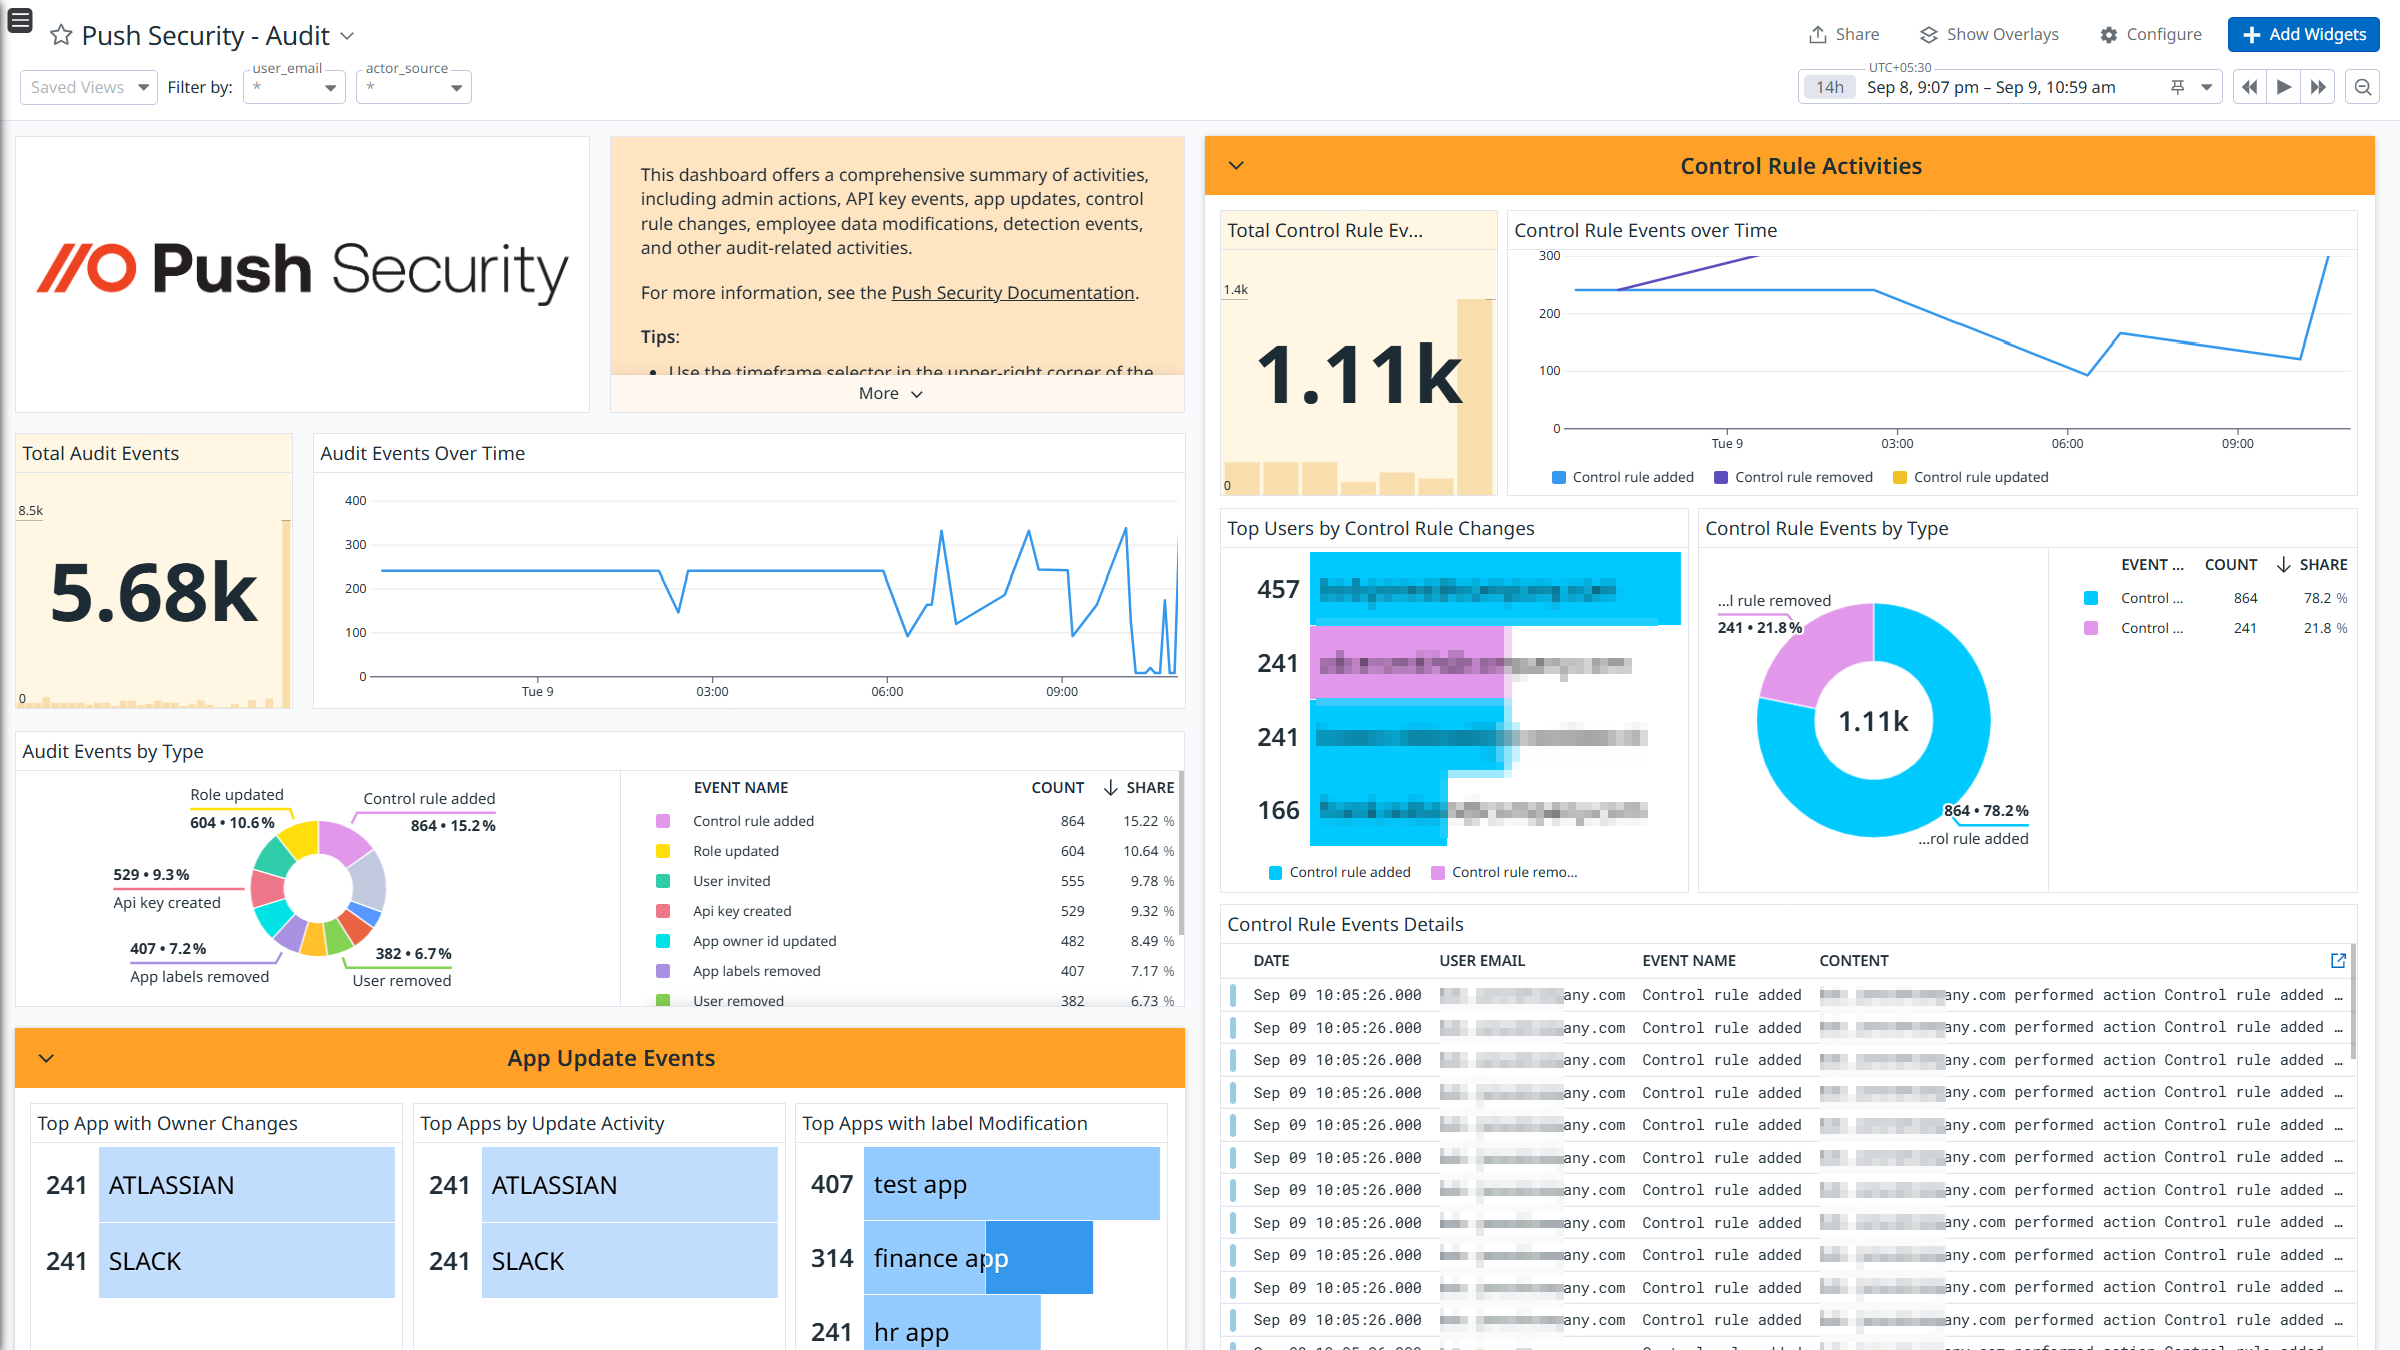 Push Security - Audit
Share
Show Overlays
Configure
Add Widgets
Saved Views
Filter by:
user_email
*
actor_source
*
UTC+05:30
14h
Sep 8, 9:07 pm – Sep 9, 10:59 am
Push Security
This dashboard offers a comprehensive summary of activities,
including admin actions, API key events, app updates, control
rule changes, employee data modifications, detection events,
and other audit-related activities.
For more information, see the Push Security Documentation.
Tips:
• Use the timeframe selector in the upper-right corner of the
More
Total Audit Events
8.5k
5.68k
0
Audit Events Over Time
400
300
200
100
0
Tue 9
03:00
06:00
09:00
Audit Events by Type
Role updated
604 • 10.6%
Control rule added
864 • 15.2%
529 • 9.3%
Api key created
407 • 7.2%
App labels removed
382 • 6.7%
User removed
EVENT NAME COUNT SHARE
Control rule added 864 15.22 %
Role updated 604 10.64 %
User invited 555 9.78 %
Api key created 529 9.32 %
App owner id updated 482 8.49 %
App labels removed 407 7.17 %
User removed 382 6.73 %
App Update Events
Top App with Owner Changes
241 ATLASSIAN
241 SLACK
Top Apps by Update Activity
241 ATLASSIAN
241 SLACK
Top Apps with label Modification
407 test app
314 finance app
241 hr app
Control Rule Activities
Total Control Rule Ev...
1.4k
1.11k
0
Control Rule Events over Time
300
200
100
0
Tue 9
03:00
06:00
09:00
Control rule added
Control rule removed
Control rule updated
Top Users by Control Rule Changes
457
241
241
166
Control rule added
Control rule remo...
Control Rule Events by Type
...l rule removed
241 • 21.8%
1.11k
864 • 78.2%
...rol rule added
EVENT ... COUNT SHARE
Control ... 864 78.2 %
Control ... 241 21.8 %
Control Rule Events Details
DATE USER EMAIL EVENT NAME CONTENT
Sep 09 10:05:26.000 any.com Control rule added any.com performed action Control rule added …
Sep 09 10:05:26.000 any.com Control rule added any.com performed action Control rule added …
Sep 09 10:05:26.000 any.com Control rule added any.com performed action Control rule added …
Sep 09 10:05:26.000 any.com Control rule added any.com performed action Control rule added …
Sep 09 10:05:26.000 any.com Control rule added any.com performed action Control rule added …
Sep 09 10:05:26.000 any.com Control rule added any.com performed action Control rule added …
Sep 09 10:05:26.000 any.com Control rule added any.com performed action Control rule added …
Sep 09 10:05:26.000 any.com Control rule added any.com performed action Control rule added …
Sep 09 10:05:26.000 any.com Control rule added any.com performed action Control rule added …
Sep 09 10:05:26.000 any.com Control rule added any.com performed action Control rule added …
Sep 09 10:05:26.000 any.com Control rule added any.com performed action Control rule added …